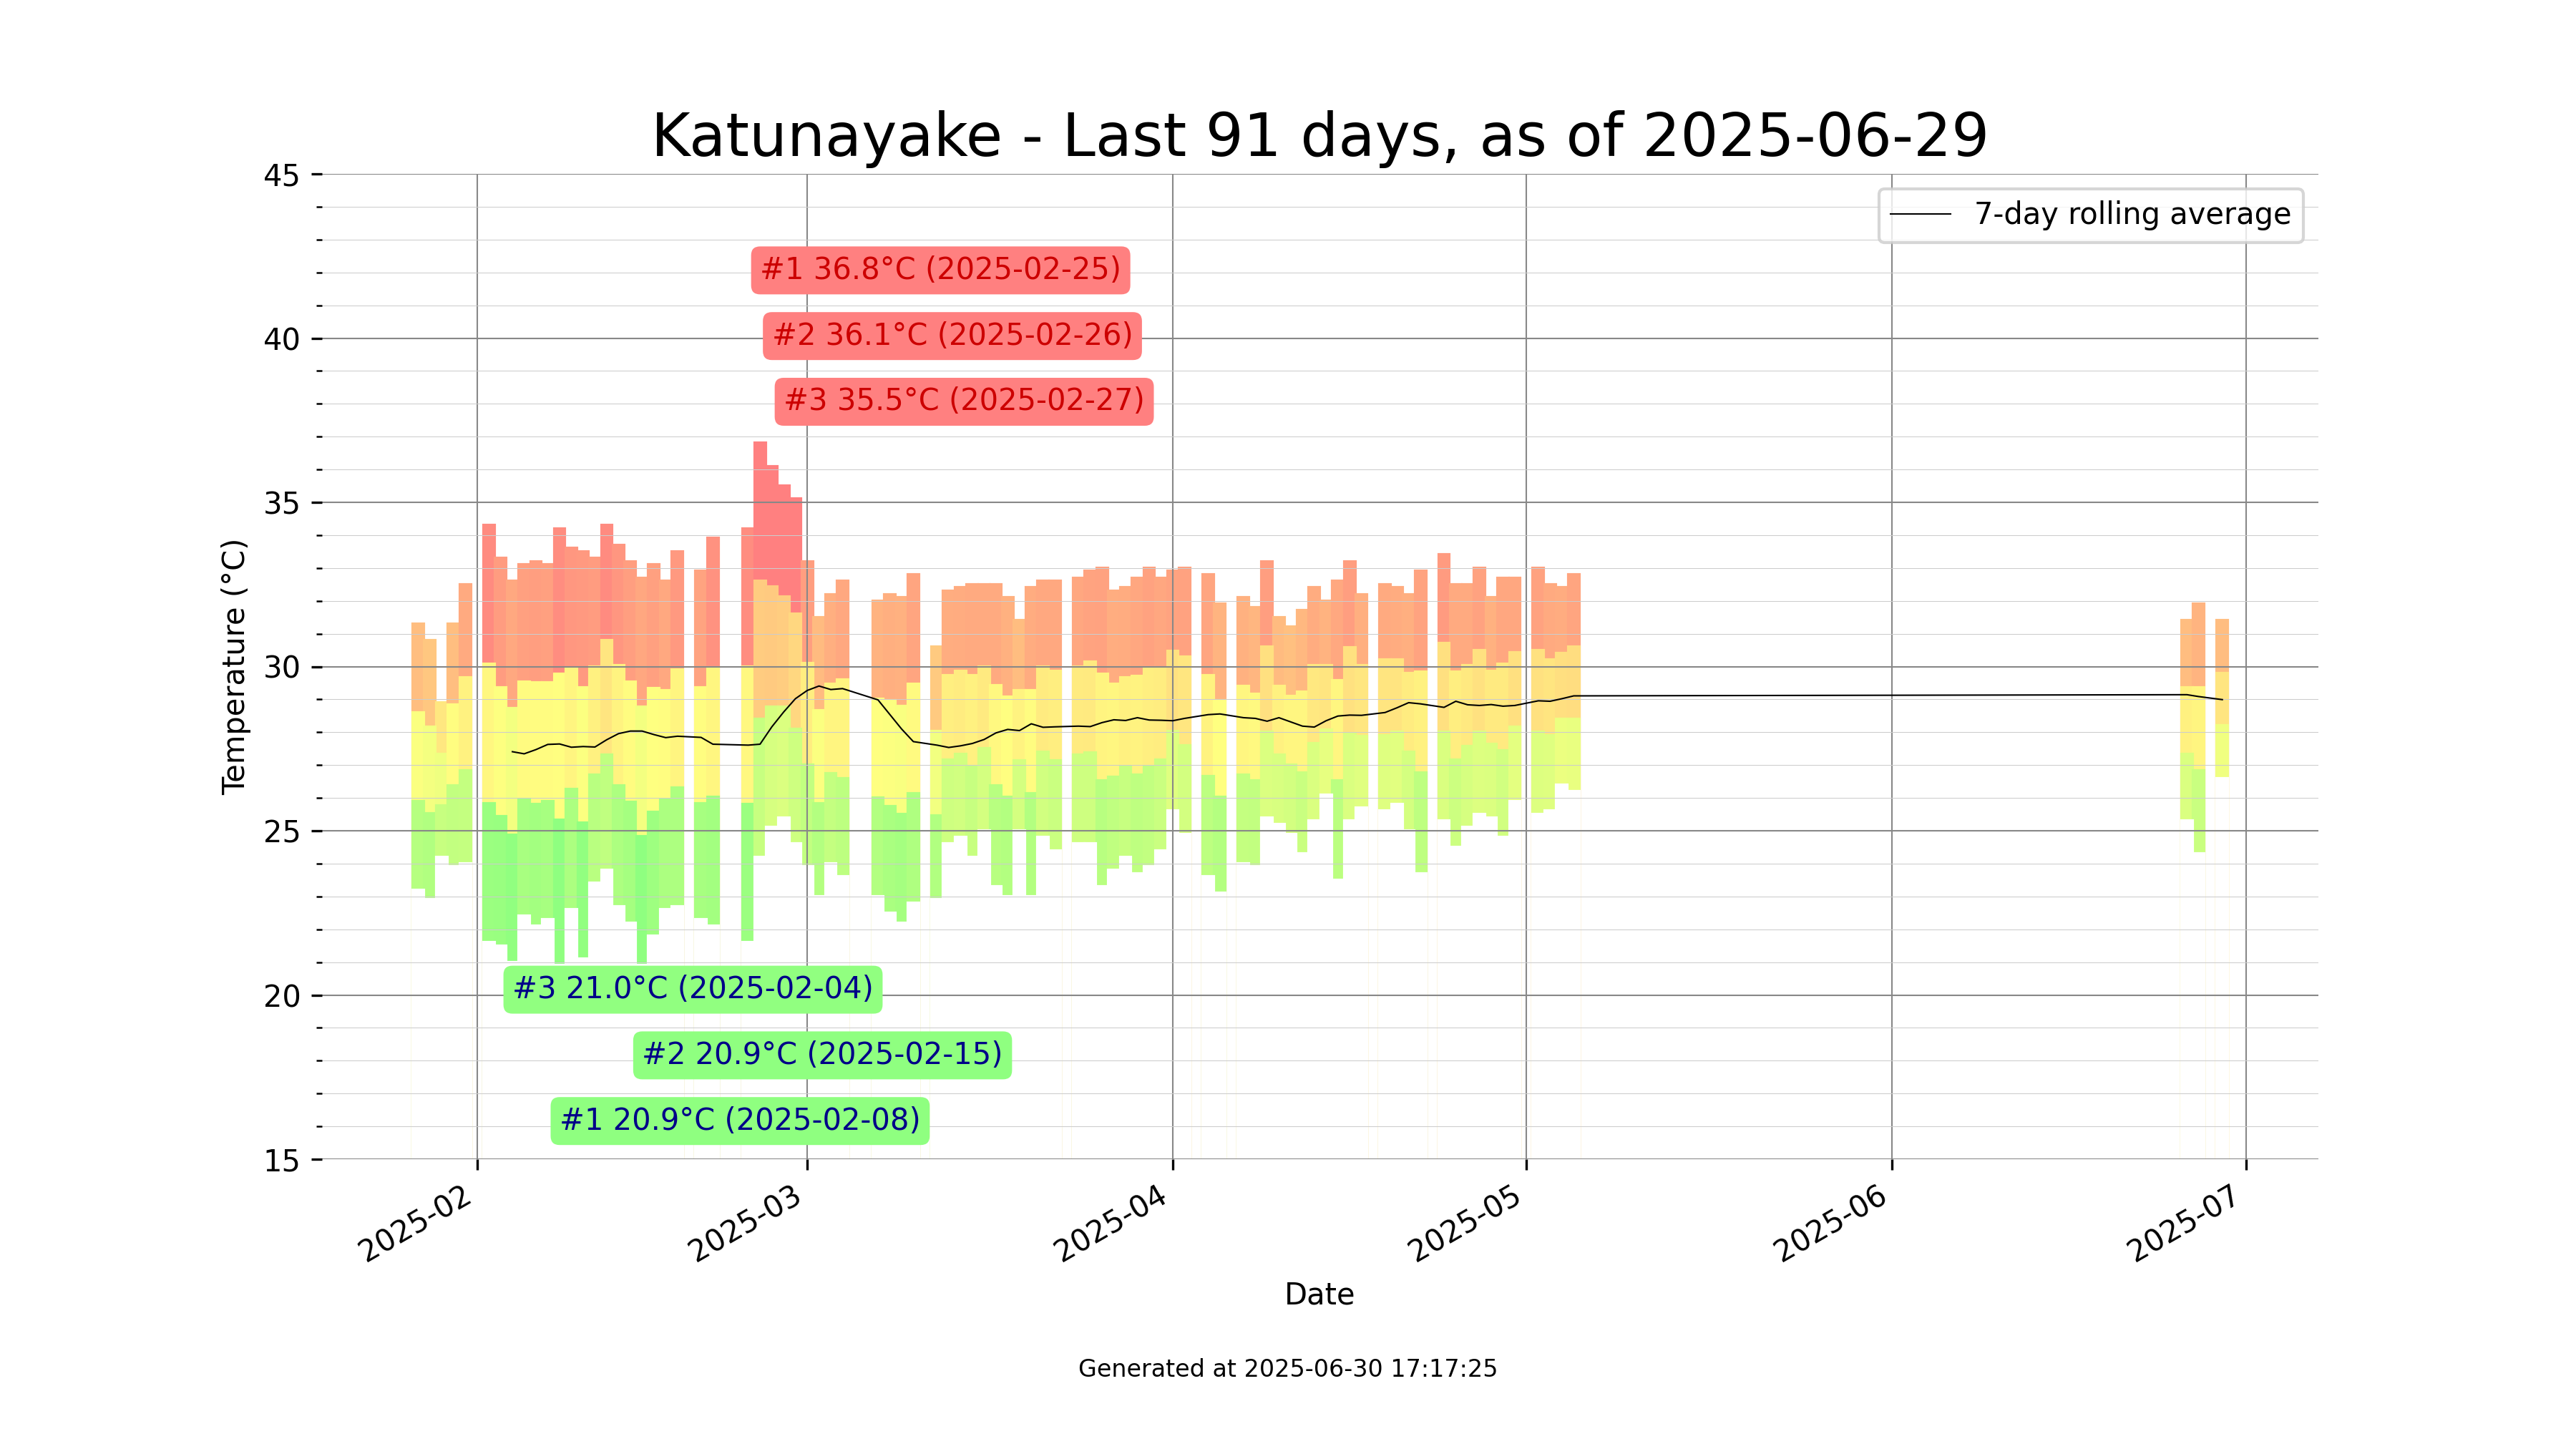 Katunayake - Last 91 days, as of 2025-06-29
45
40
35
30
25
20
15
Temperature (°C)
7-day rolling average
#1 36.8°C (2025-02-25)
#2 36.1°C (2025-02-26)
#3 35.5°C (2025-02-27)
#3 21.0°C (2025-02-04)
#2 20.9°C (2025-02-15)
#1 20.9°C (2025-02-08)
2025-02
2025-03
2025-04
2025-05
2025-06
2025-07
Date
Generated at 2025-06-30 17:17:25